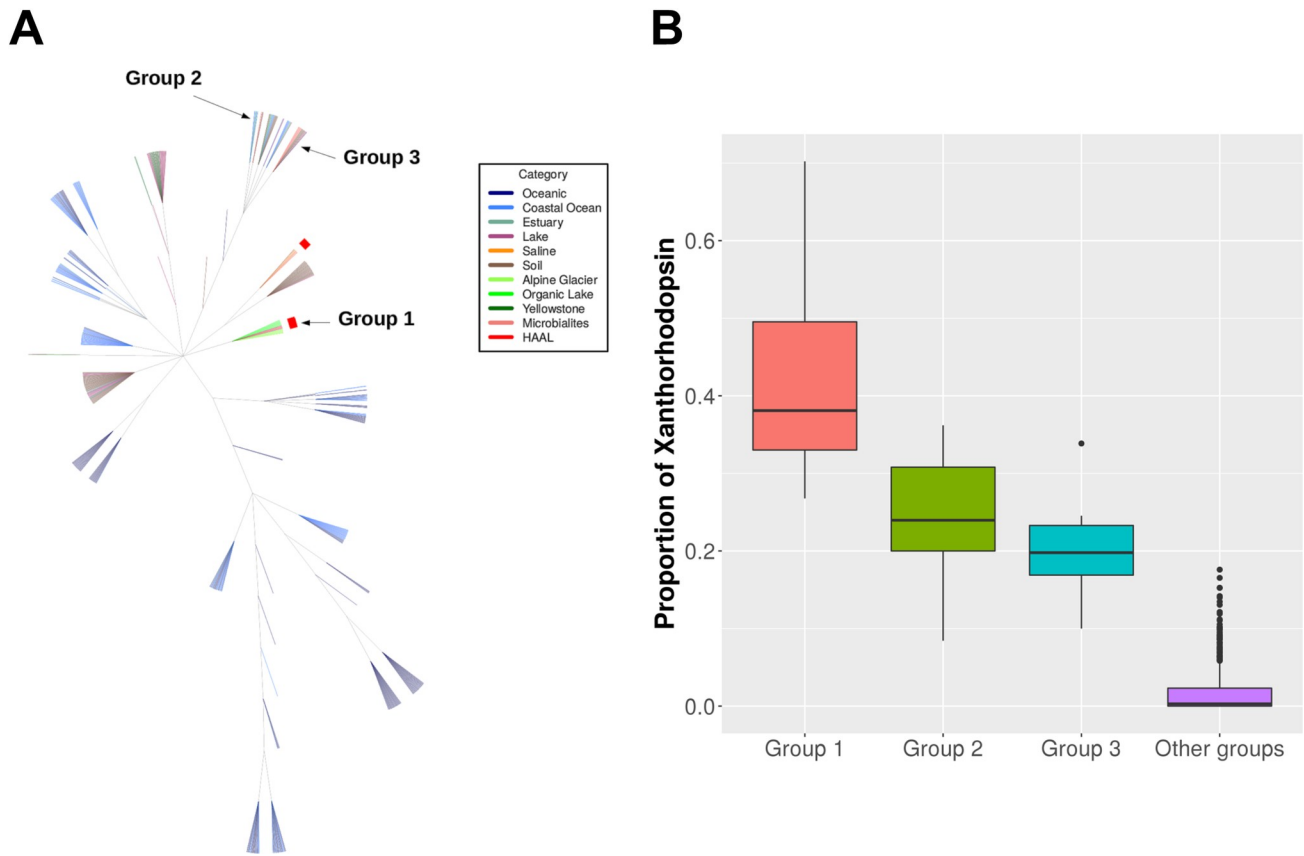 A
Group 2
Group 3
Group 1
Category
Oceanic
Coastal Ocean
Estuary
Lake
Saline
Soil
Alpine Glacier
Organic Lake
Yellowstone
Microbialites
HAAL
B
Proportion of Xanthorhodopsin
0.6
0.4
0.2
0.0
Group 1
Group 2
Group 3
Other groups